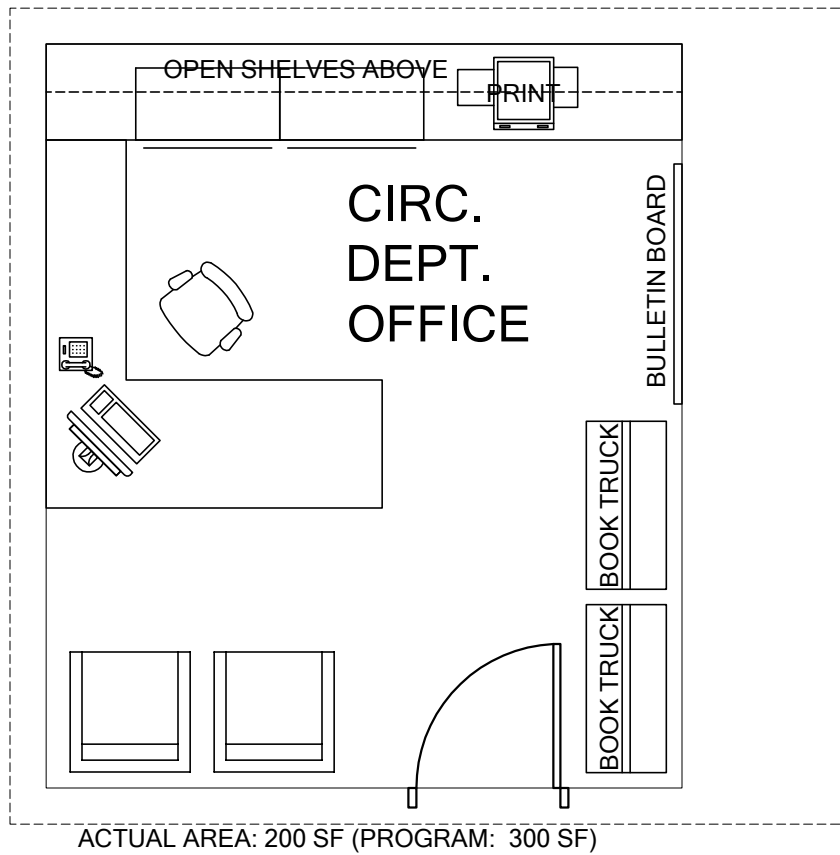 OPEN SHELVES ABOVE
PRINT
CIRC.
DEPT.
OFFICE
BULLETIN BOARD
BOOK TRUCK
BOOK TRUCK
ACTUAL AREA: 200 SF (PROGRAM: 300 SF)